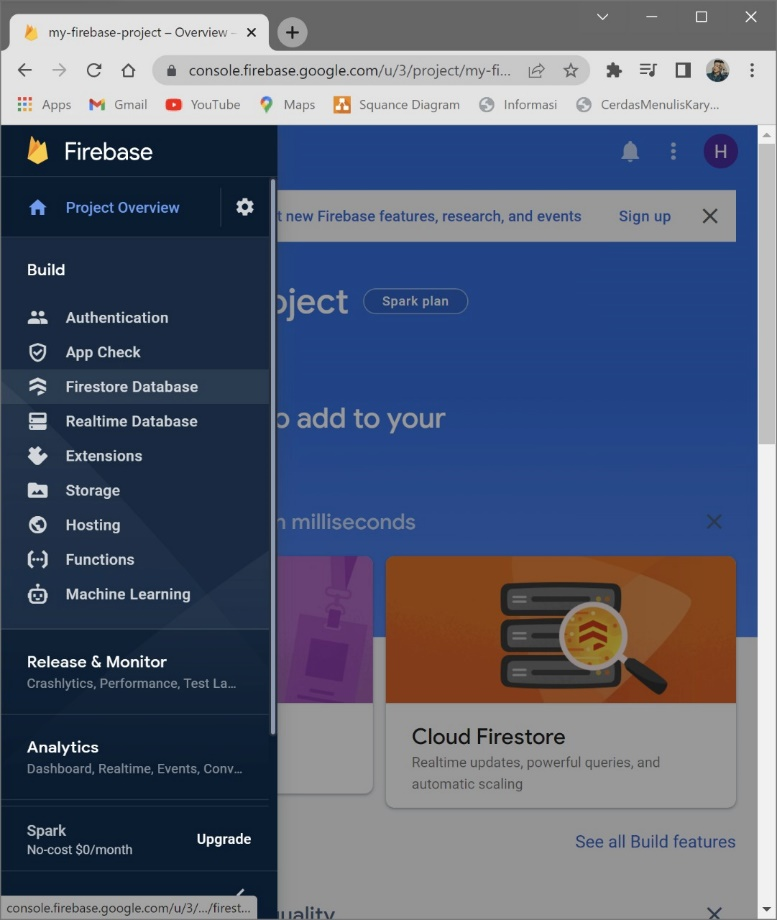 my-firebase-project – Overview –
console.firebase.google.com/u/3/project/my-fi...
Apps
Gmail
YouTube
Maps
Squance Diagram
Informasi
CerdasMenulisKary...
Firebase
H
Project Overview
t new Firebase features, research, and events
Sign up
Build
oject
Spark plan
Authentication
App Check
Firestore Database
o add to your
Realtime Database
Extensions
Storage
Hosting
n milliseconds
Functions
Machine Learning
Release & Monitor
Crashlytics, Performance, Test La...
Analytics
Dashboard, Realtime, Events, Conv...
Cloud Firestore
Realtime updates, powerful queries, and
automatic scaling
Spark
No-cost $0/month
Upgrade
See all Build features
console.firebase.google.com/u/3/.../firest...
uality